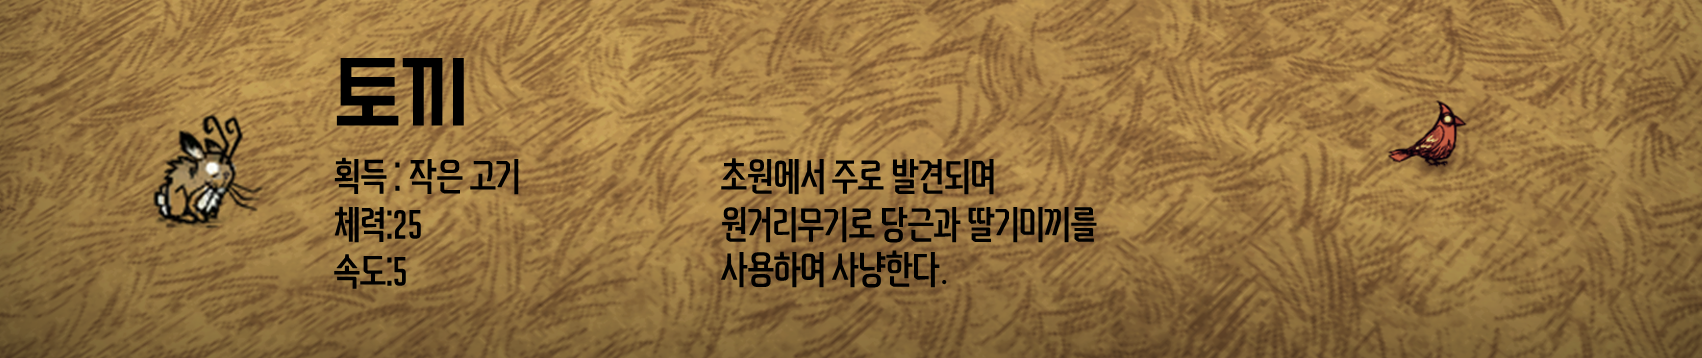 토끼
획득 : 작은 고기
체력:25
속도:5
초원에서 주로 발견되며
원거리무기로 당근과 딸기미끼를
사용하며 사냥한다.